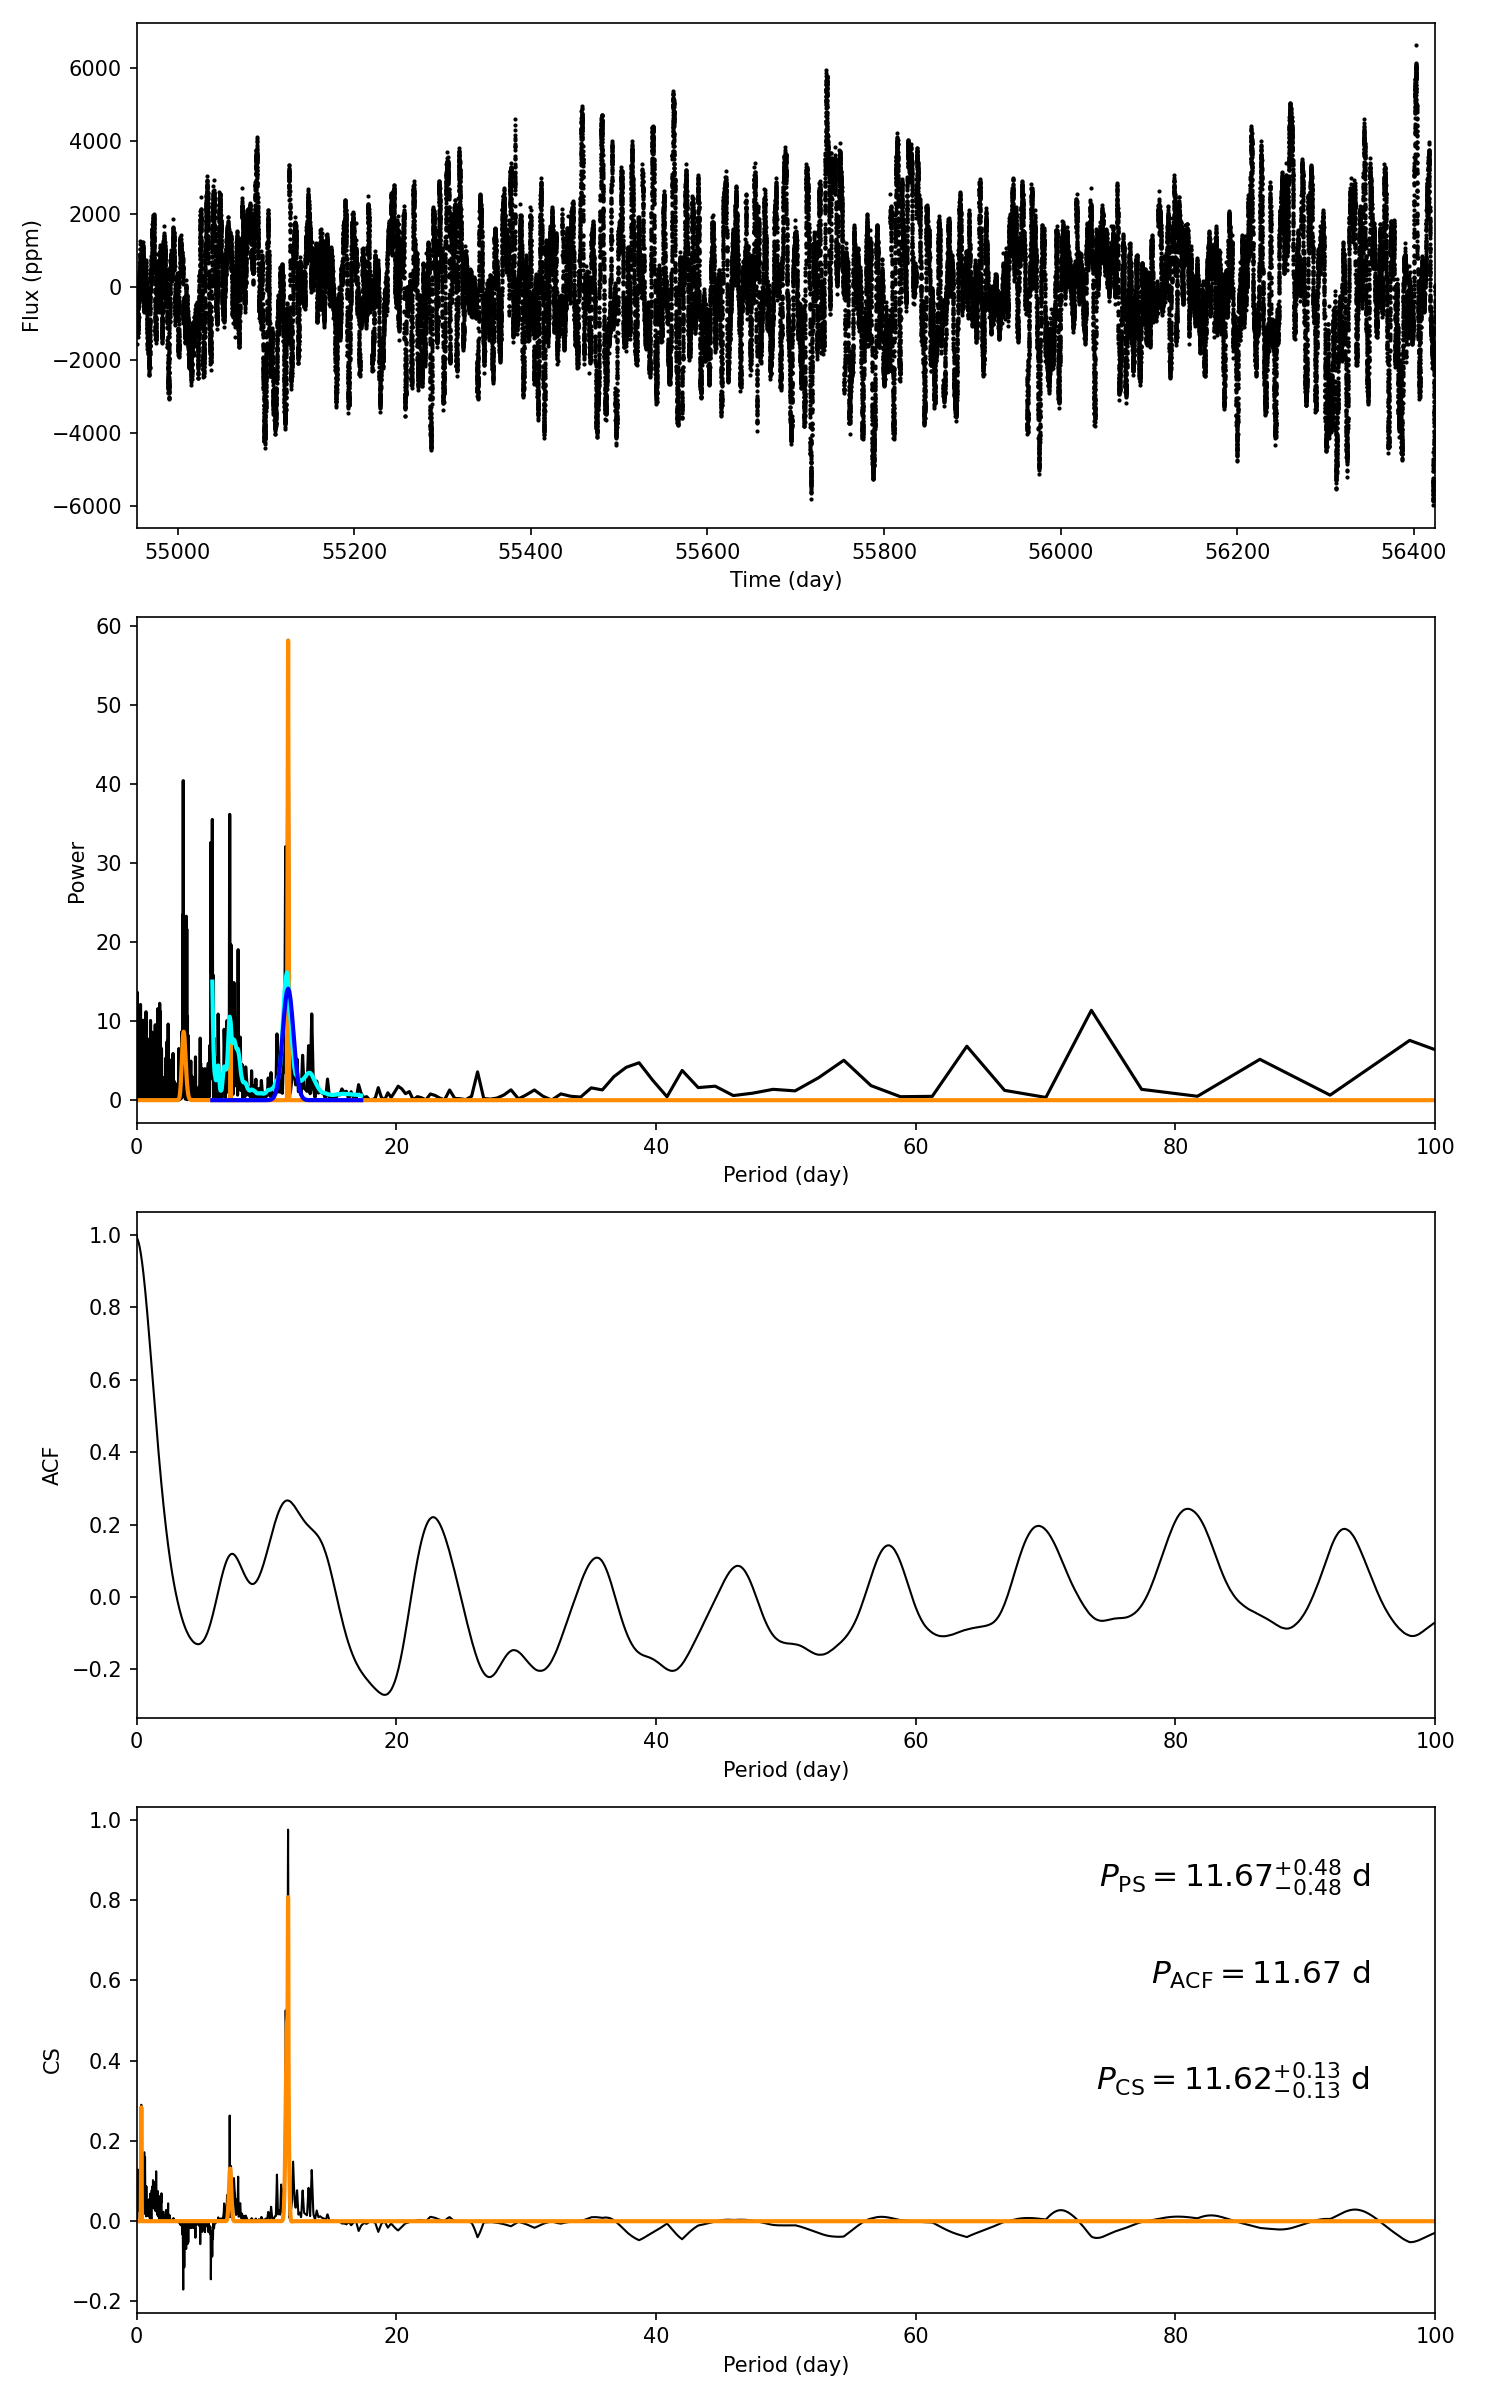 6000
4000
2000
0
−2000
−4000
−6000
Flux (ppm)
55000 55200 55400 55600 55800 56000 56200 56400
Time (day)
60
50
40
30
20
10
0
Power
0 20 40 60 80 100
Period (day)
1.0
0.8
0.6
0.4
0.2
0.0
−0.2
ACF
0 20 40 60 80 100
Period (day)
1.0
0.8
0.6
0.4
0.2
0.0
−0.2
CS
P_PS = 11.67^{+0.48}_{−0.48} d
P_ACF = 11.67 d
P_CS = 11.62^{+0.13}_{−0.13} d
0 20 40 60 80 100
Period (day)